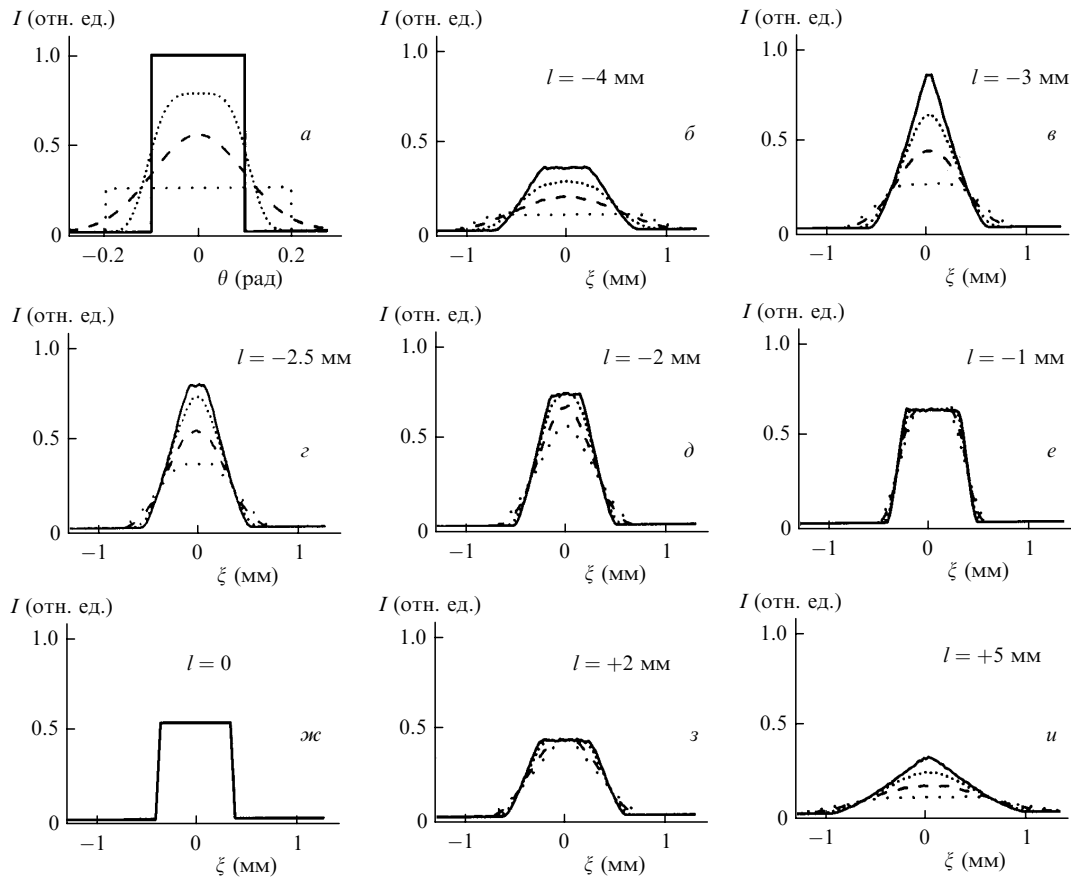 I (отн. ед.)
1.0
0.5
0
−0.2
0
0.2
θ (рад)
а
I (отн. ед.)
1.0
0.5
0
−1
0
1
ξ (мм)
l = −4 мм
б
I (отн. ед.)
1.0
0.5
0
−1
0
1
ξ (мм)
l = −3 мм
в
I (отн. ед.)
1.0
0.5
0
−1
0
1
ξ (мм)
l = −2.5 мм
г
I (отн. ед.)
1.0
0.5
0
−1
0
1
ξ (мм)
l = −2 мм
д
I (отн. ед.)
1.0
0.5
0
−1
0
1
ξ (мм)
l = −1 мм
е
I (отн. ед.)
1.0
0.5
0
−1
0
1
ξ (мм)
l = 0
ж
I (отн. ед.)
1.0
0.5
0
−1
0
1
ξ (мм)
l = +2 мм
з
I (отн. ед.)
1.0
0.5
0
−1
0
1
ξ (мм)
l = +5 мм
и